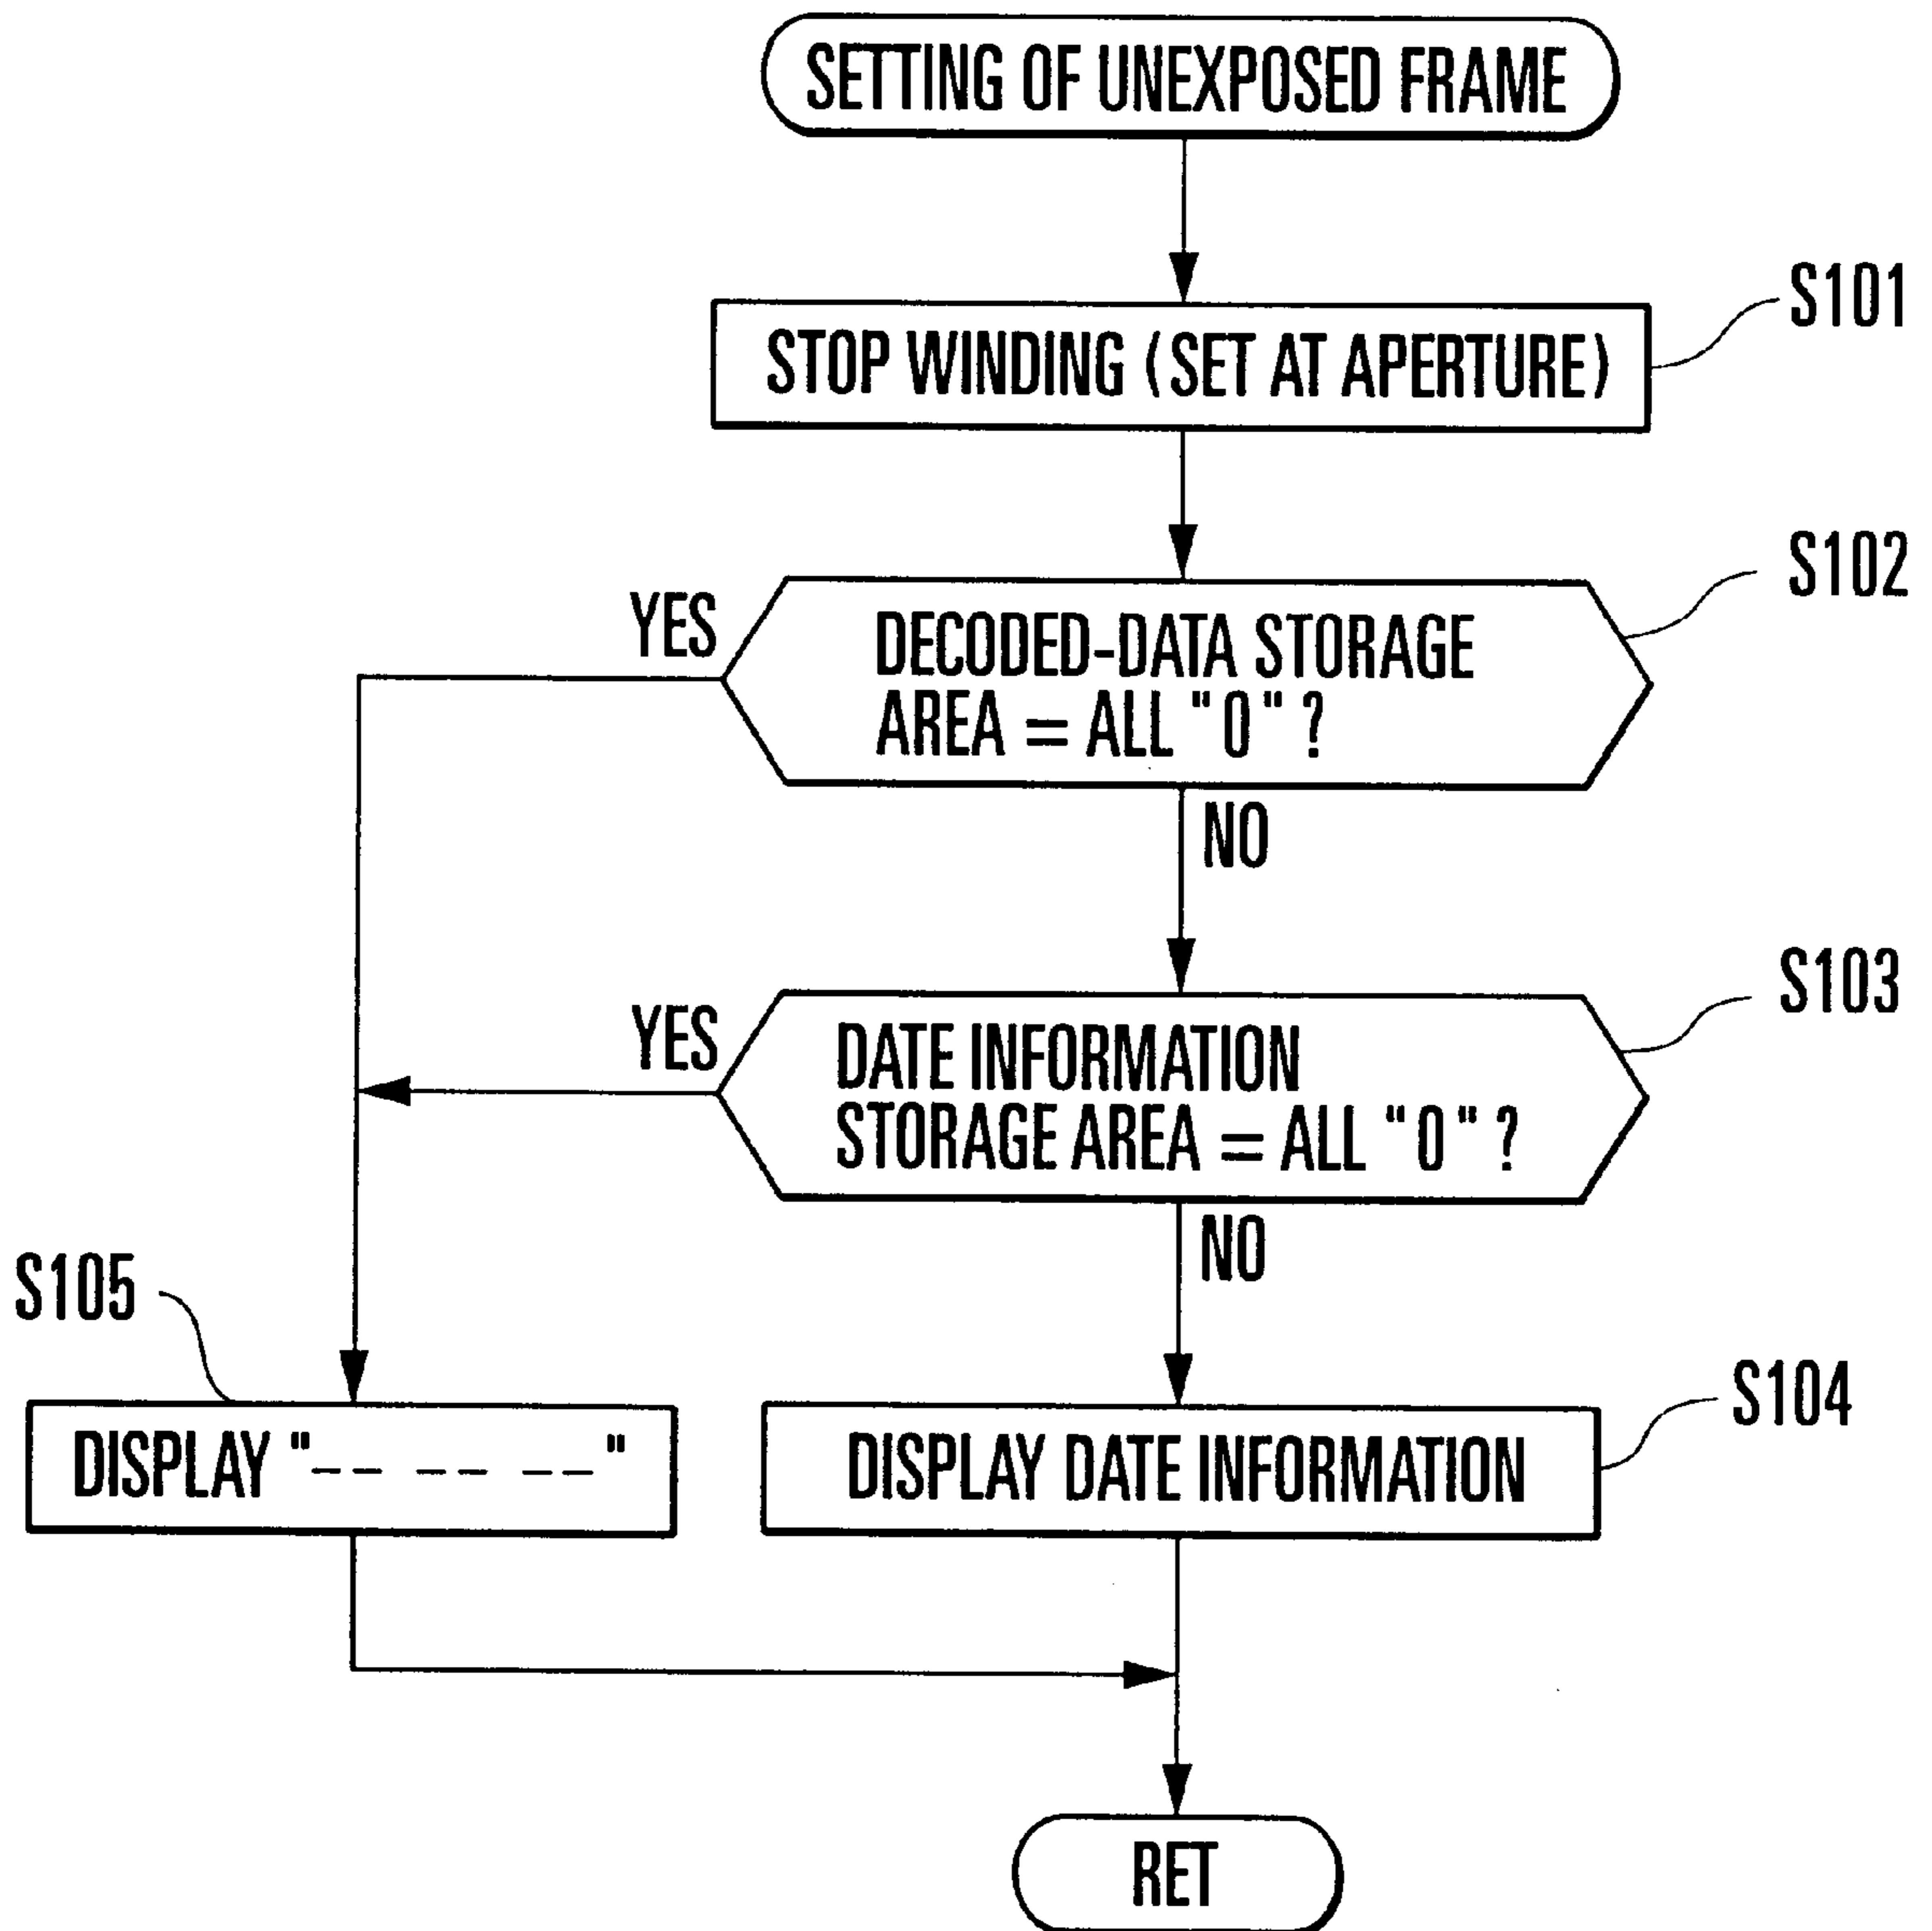 SETTING OF UNEXPOSED FRAME
S101
STOP WINDING (SET AT APERTURE)
S102
YES
DECODED-DATA STORAGE
AREA = ALL "0" ?
NO
S103
YES
DATE INFORMATION
STORAGE AREA = ALL "0" ?
NO
S105
S104
DISPLAY "-- -- --"
DISPLAY DATE INFORMATION
RET